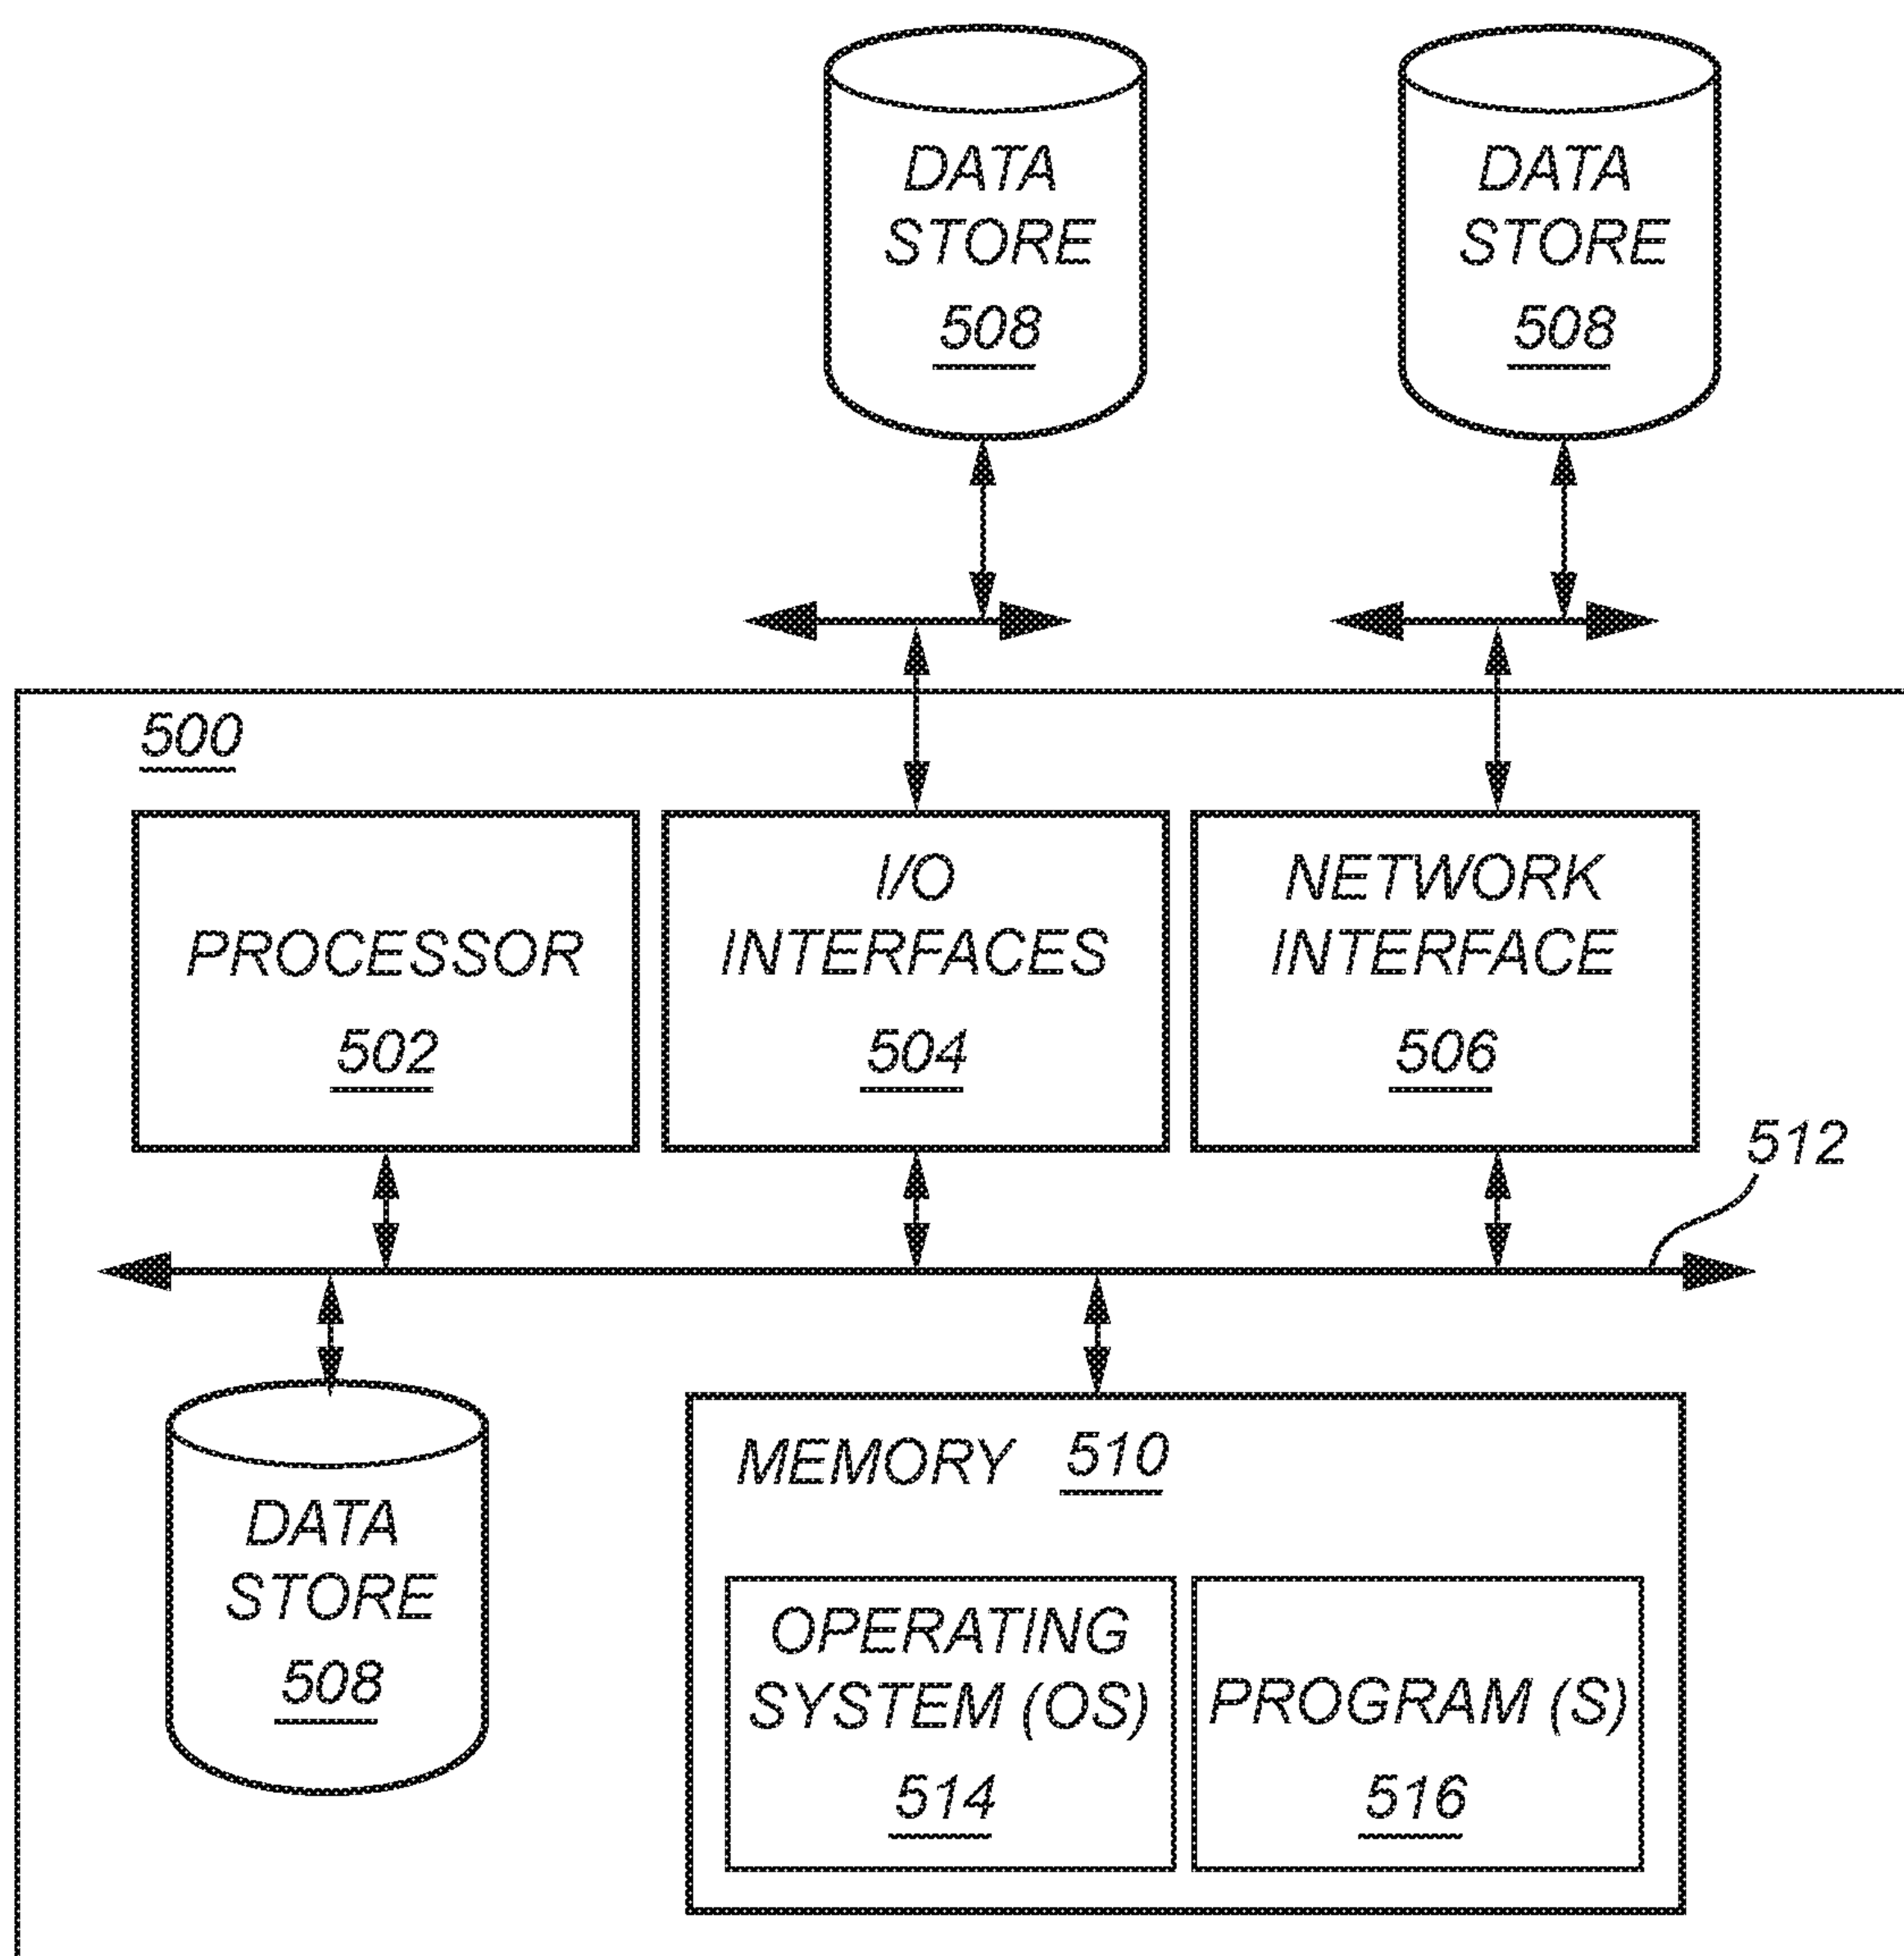 DATA
STORE
508
DATA
STORE
508
500
PROCESSOR
502
I/O
INTERFACES
504
NETWORK
INTERFACE
506
512
DATA
STORE
508
MEMORY 510
OPERATING
SYSTEM (OS)
514
PROGRAM (S)
516